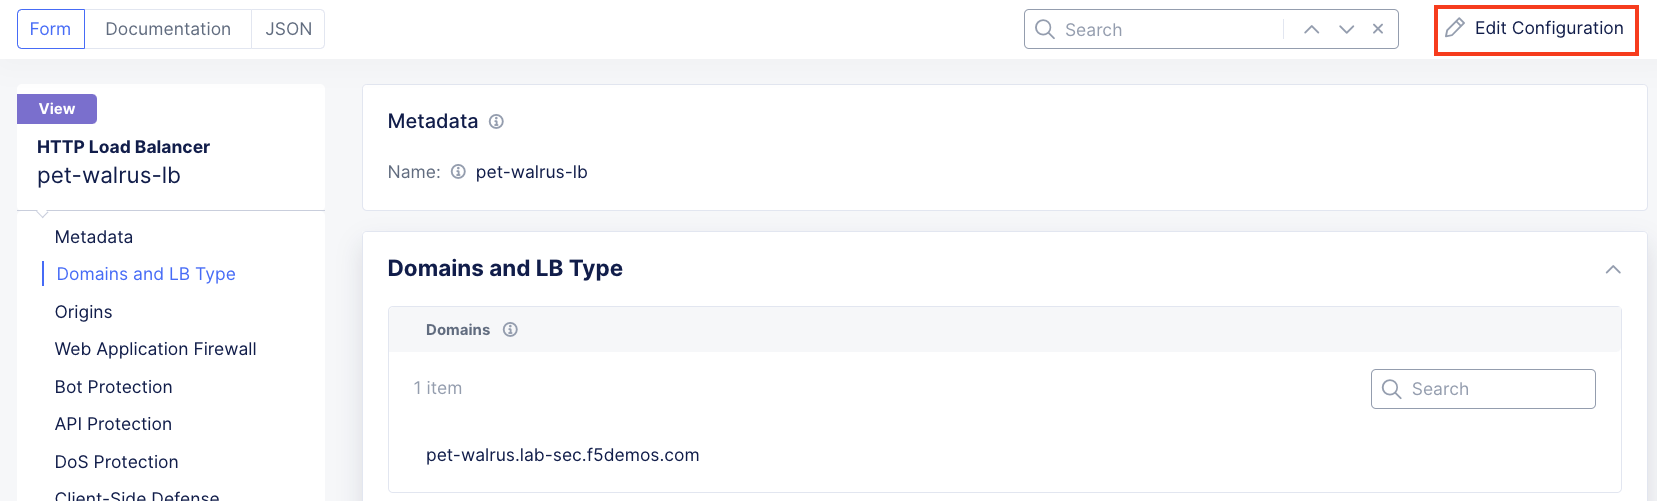 Form Documentation JSON Search Edit Configuration
View
HTTP Load Balancer
pet-walrus-lb
Metadata
Domains and LB Type
Origins
Web Application Firewall
Bot Protection
API Protection
DoS Protection
Client-Side Defense
Metadata
Name: pet-walrus-lb
Domains and LB Type
Domains
1 item Search
pet-walrus.lab-sec.f5demos.com